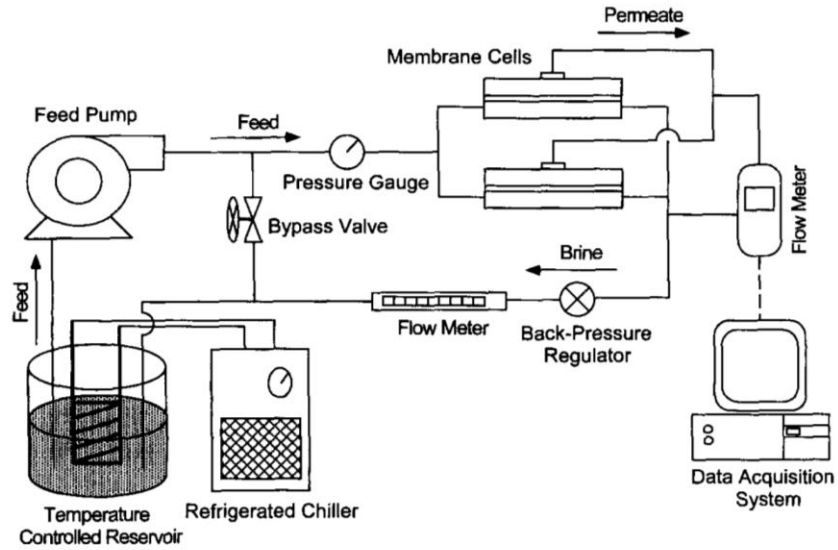 Permeate
Membrane Cells
Feed Pump
Feed
Pressure Gauge
Bypass Valve
Flow Meter
Brine
Feed
Flow Meter
Back-Pressure
Regulator
Data Acquisition
System
Refrigerated Chiller
Temperature
Controlled Reservoir